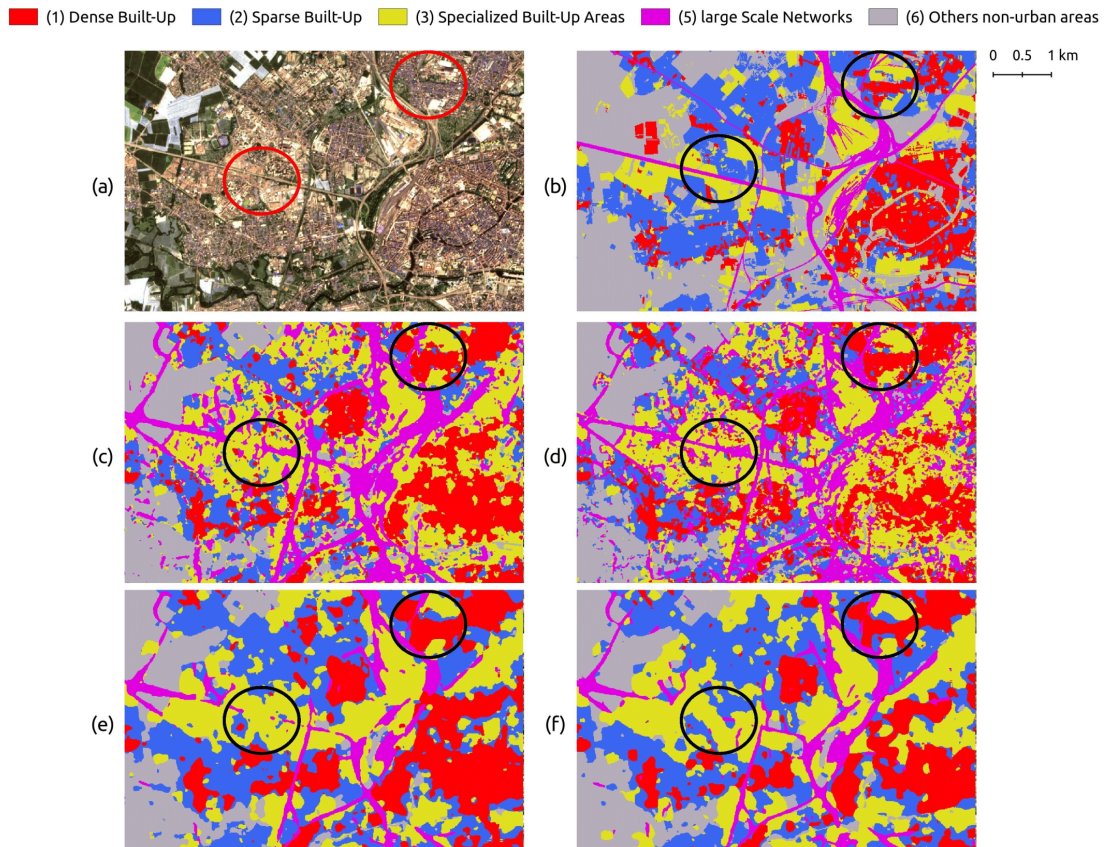 (1) Dense Built-Up (2) Sparse Built-Up (3) Specialized Built-Up Areas (5) large Scale Networks (6) Others non-urban areas
0 0.5 1 km
(a) (b)
(c) (d)
(e) (f)